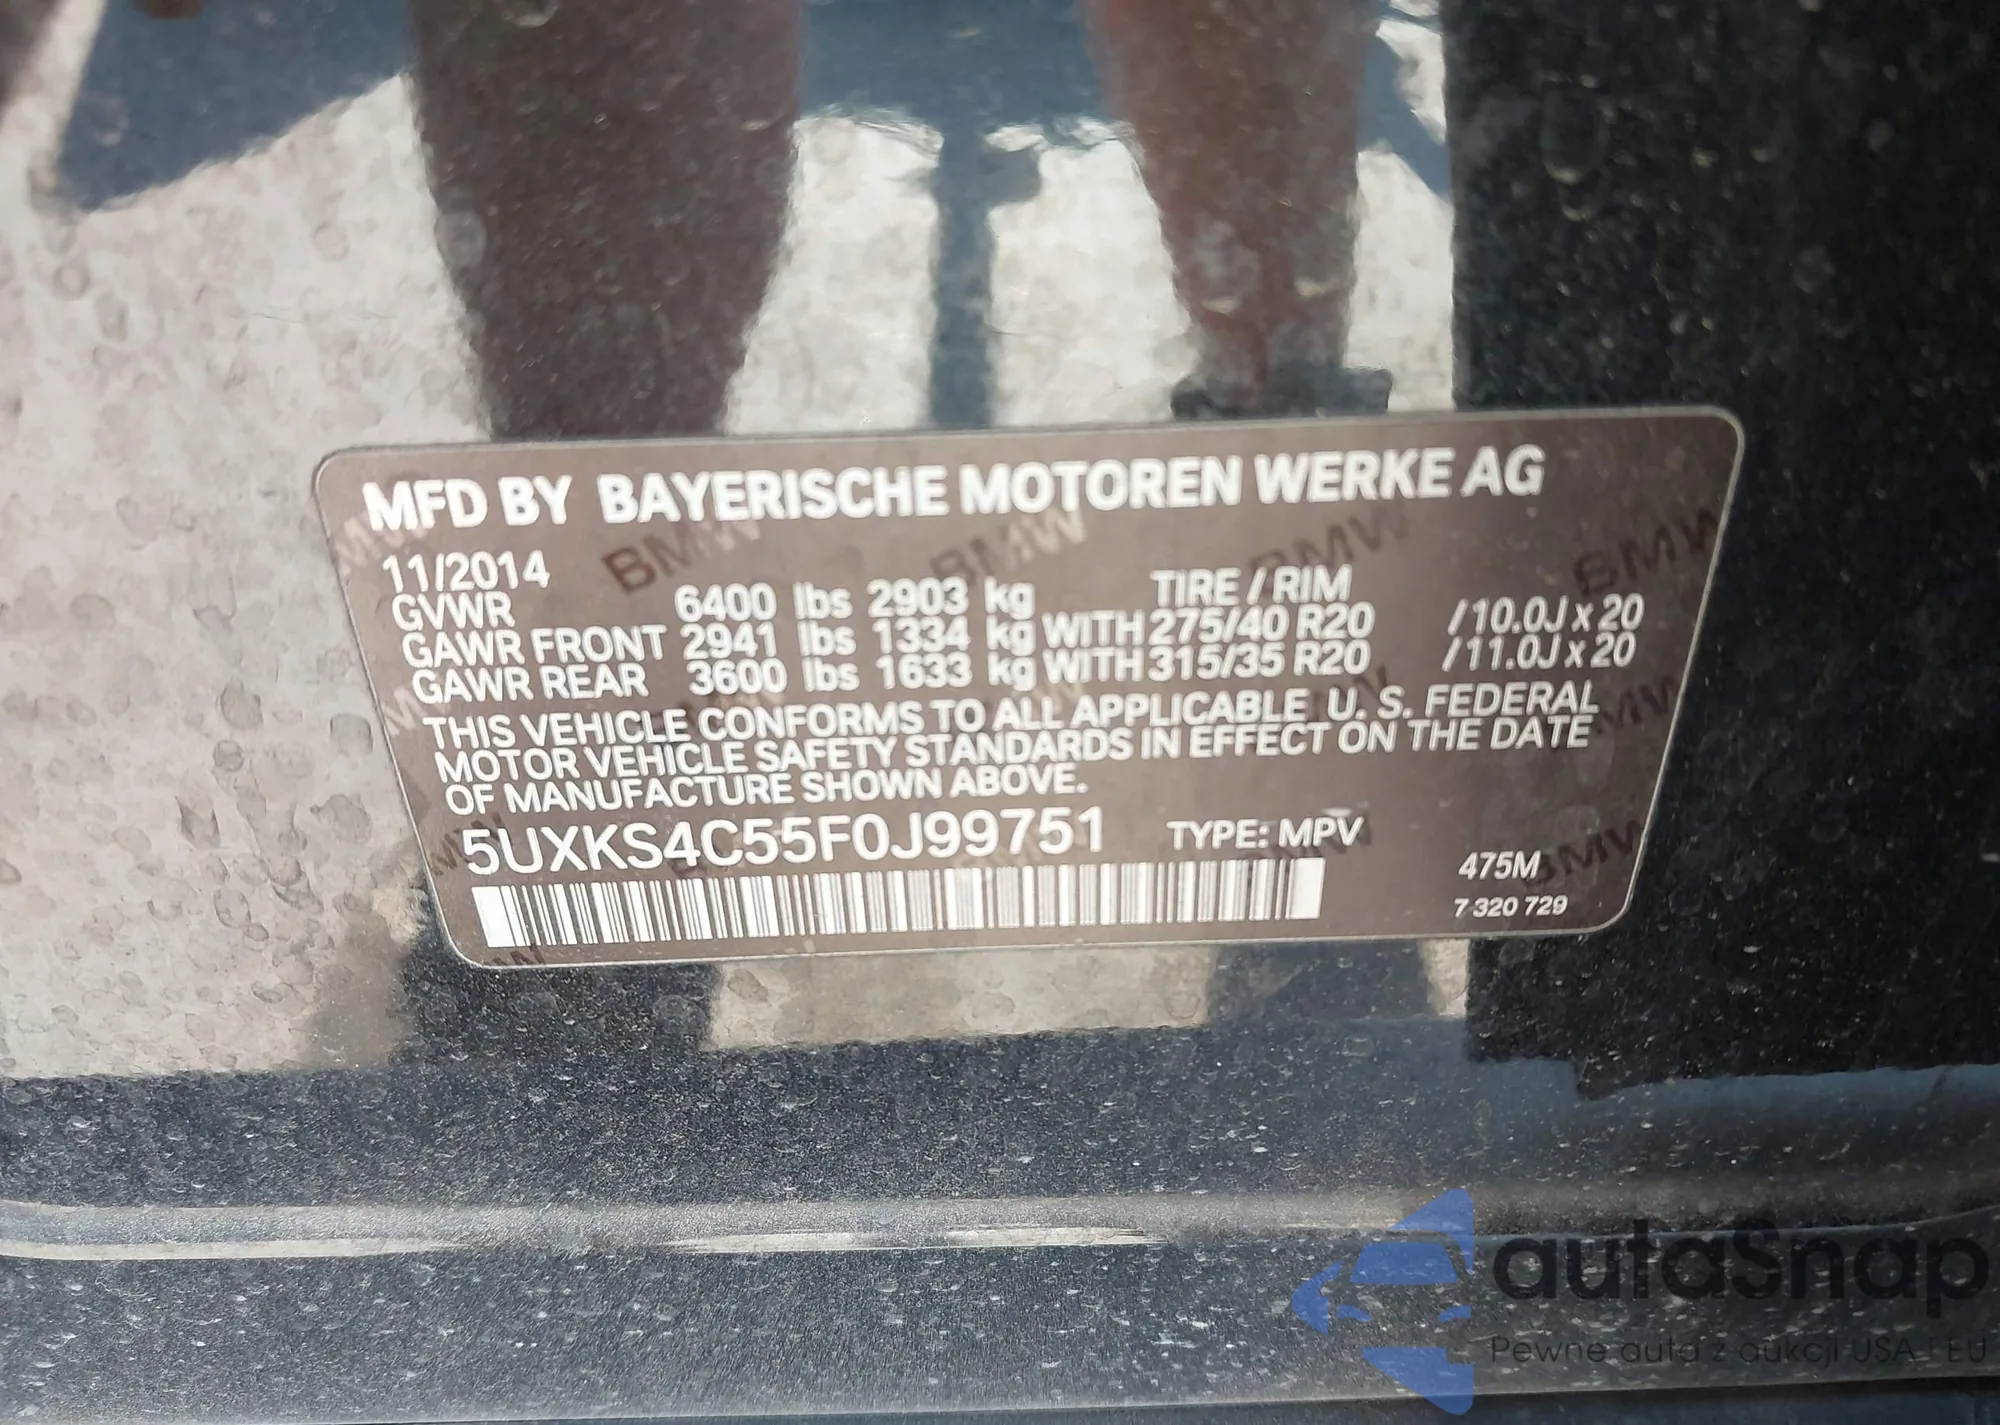 MFD BY BAYERISCHE MOTOREN WERKE AG
11/2014 TIRE / RIM
GVWR 6400 lbs 2903 kg
GAWR FRONT 2941 lbs 1334 kg WITH 275/40 R20 /10.0J x 20
GAWR REAR 3600 lbs 1633 kg WITH 315/35 R20 /11.0J x 20
THIS VEHICLE CONFORMS TO ALL APPLICABLE U. S. FEDERAL
MOTOR VEHICLE SAFETY STANDARDS IN EFFECT ON THE DATE
OF MANUFACTURE SHOWN ABOVE.
5UXKS4C55F0J99751 TYPE: MPV
475M
7 320 729
autaSnap
Pewne auta z aukcji USA i EU